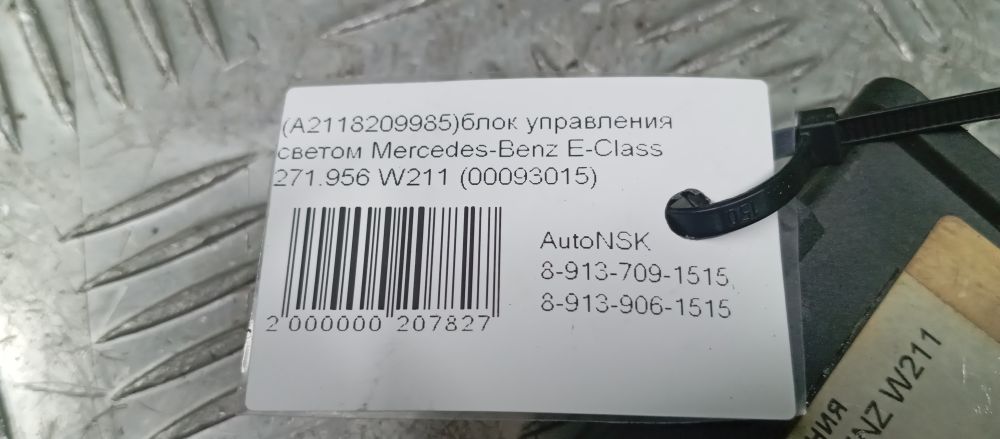 (A2118209985)блок управления
светом Mercedes-Benz E-Class
271.956 W211 (00093015)
AutoNSK
8-913-709-1515
8-913-906-1515
2 000000 207827
W211